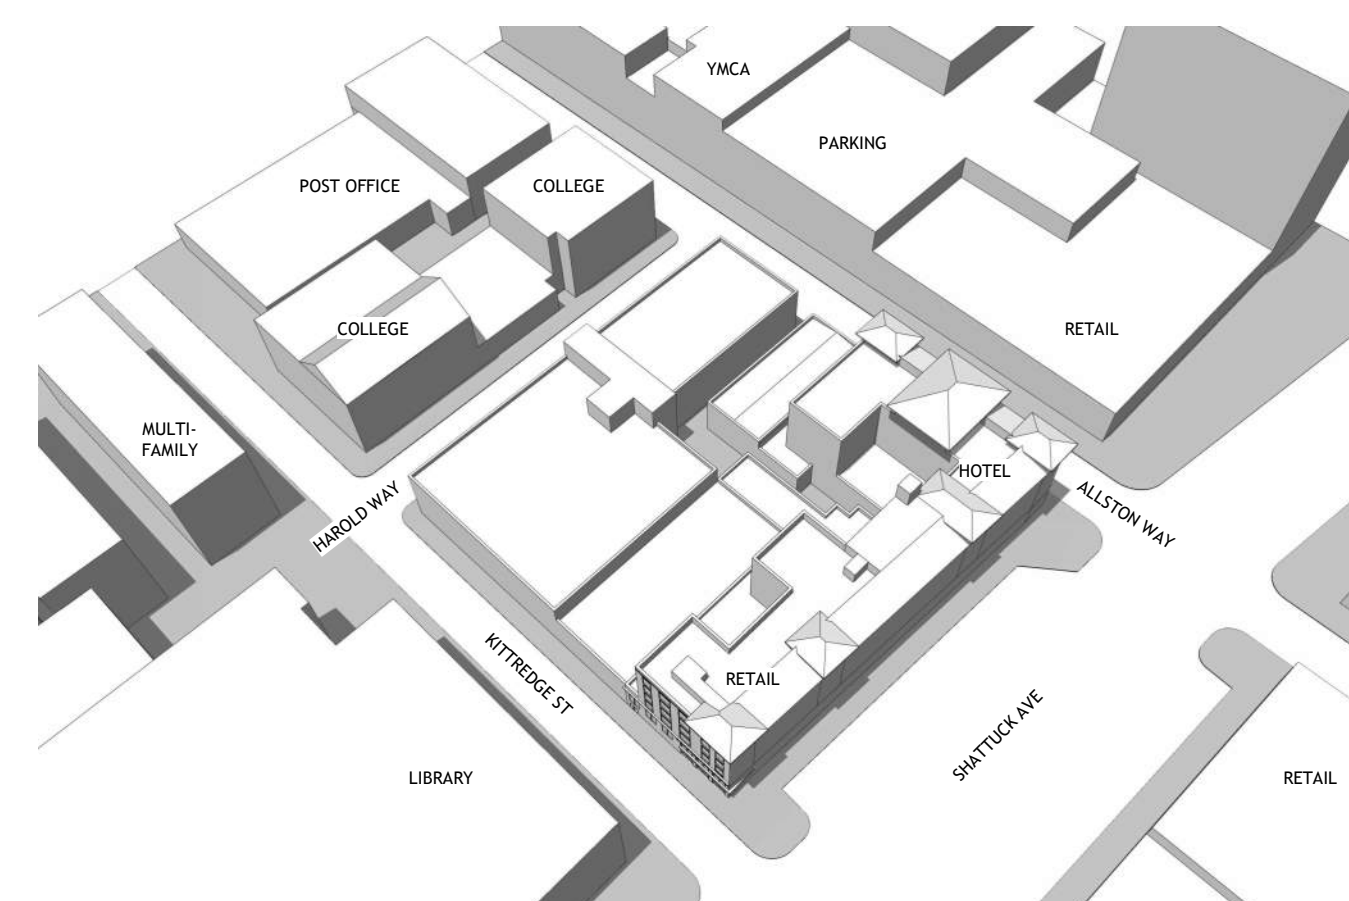 YMCA
PARKING
POST OFFICE
COLLEGE
COLLEGE
RETAIL
MULTI-
FAMILY
HOTEL
HAROLD WAY
ALLSTON WAY
KITTREDGE ST
RETAIL
SHATTUCK AVE
LIBRARY
RETAIL